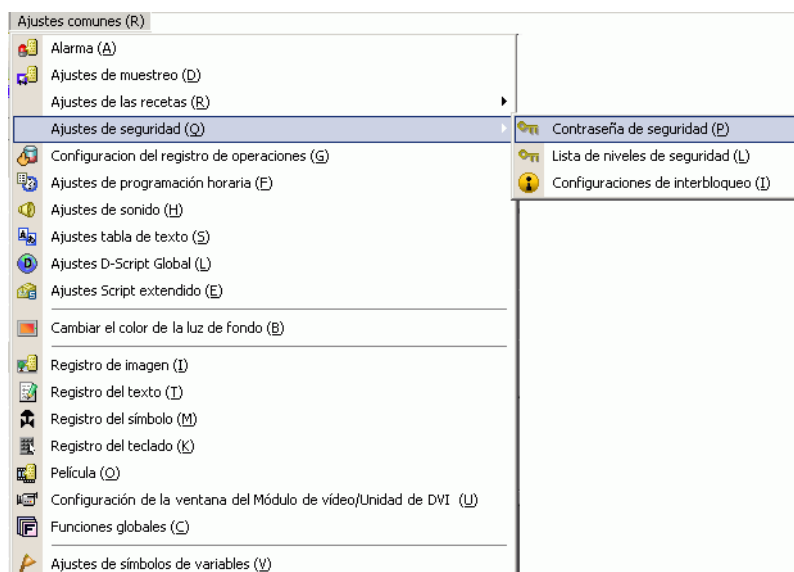 Ajustes comunes (R)
Alarma (A)
Ajustes de muestreo (D)
Ajustes de las recetas (R)
Ajustes de seguridad (Q)
Contraseña de seguridad (P)
Configuracion del registro de operaciones (G)
Lista de niveles de seguridad (L)
Ajustes de programación horaria (F)
Configuraciones de interbloqueo (I)
Ajustes de sonido (H)
Ajustes tabla de texto (S)
Ajustes D-Script Global (L)
Ajustes Script extendido (E)
Cambiar el color de la luz de fondo (B)
Registro de imagen (I)
Registro del texto (T)
Registro del símbolo (M)
Registro del teclado (K)
Película (O)
Configuración de la ventana del Módulo de vídeo/Unidad de DVI (U)
Funciones globales (C)
Ajustes de símbolos de variables (V)